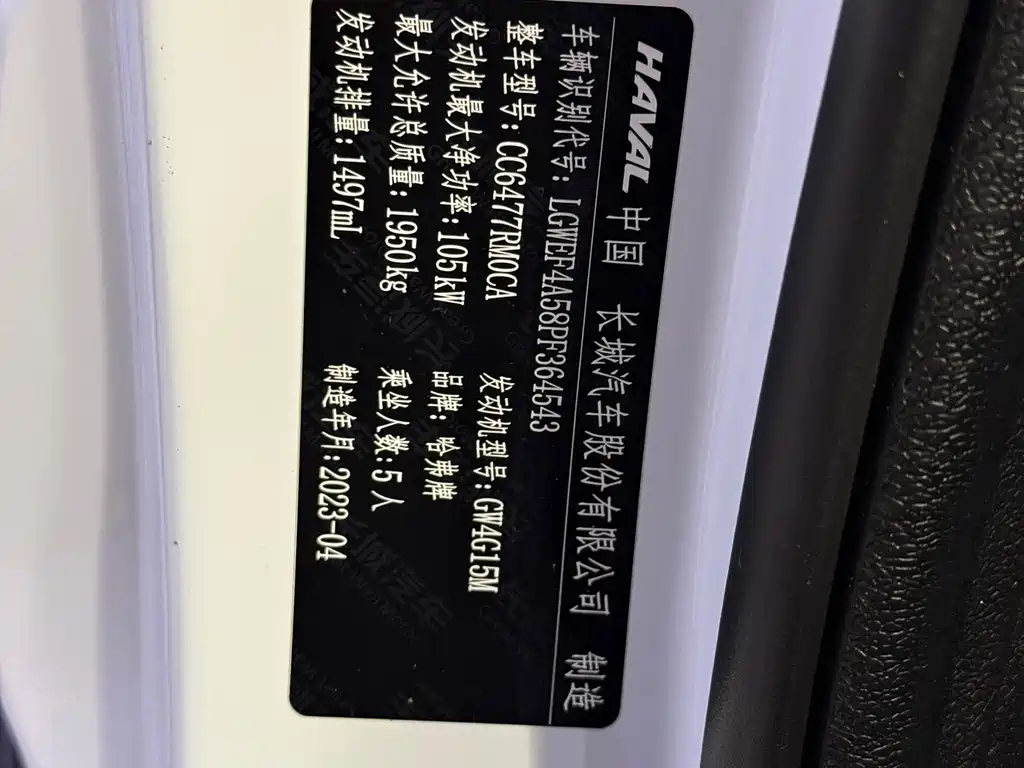 HAVAL 中国 长城汽车股份有限公司 制造
车辆识别代号: LGWEF4A58PF364543
整车型号: CC6477RM0CA 发动机型号: GW4G15M
发动机最大净功率: 105kW 品牌: 哈弗牌
最大允许总质量: 1950kg 乘坐人数: 5人
发动机排量: 1497mL 制造年月: 2023-04